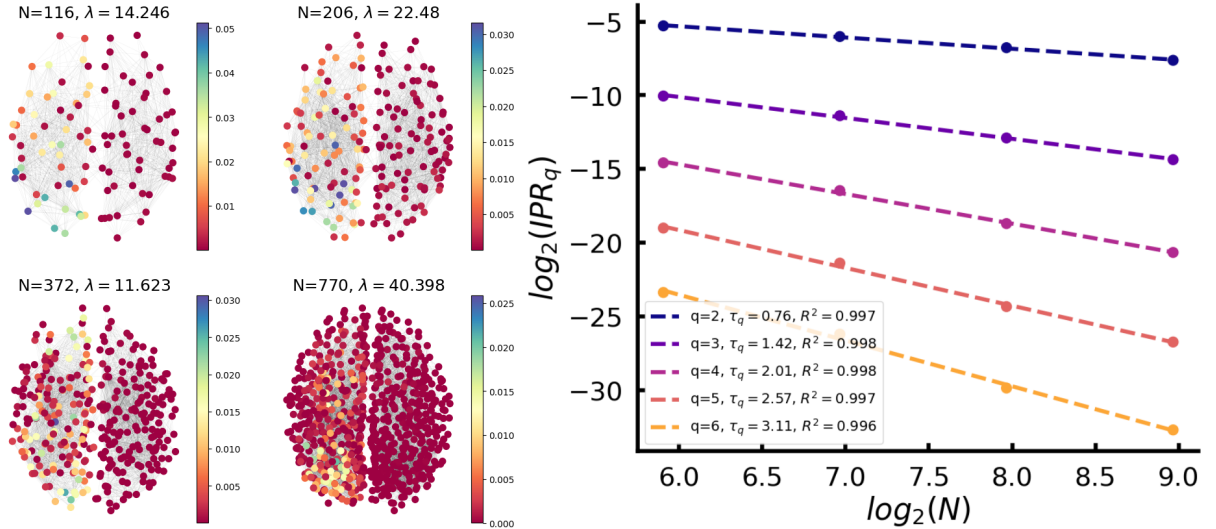 N=116, λ = 14.246
0.05
0.04
0.03
0.02
0.01
N=206, λ = 22.48
0.030
0.025
0.020
0.015
0.010
0.005
N=372, λ = 11.623
0.030
0.025
0.020
0.015
0.010
0.005
N=770, λ = 40.398
0.025
0.020
0.015
0.010
0.005
0.000
log₂(IPR_q)
−5
−10
−15
−20
−25
−30
q=2, τ_q = 0.76, R² = 0.997
q=3, τ_q = 1.42, R² = 0.998
q=4, τ_q = 2.01, R² = 0.998
q=5, τ_q = 2.57, R² = 0.997
q=6, τ_q = 3.11, R² = 0.996
6.0 6.5 7.0 7.5 8.0 8.5 9.0
log₂(N)